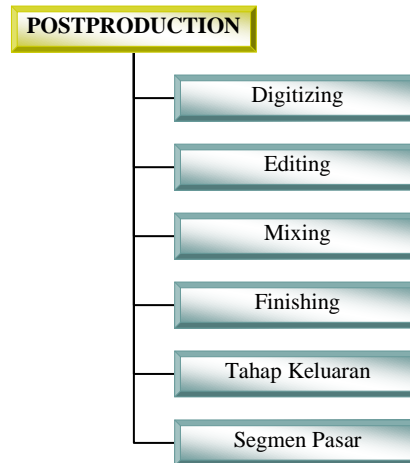 POSTPRODUCTION
Digitizing
Editing
Mixing
Finishing
Tahap Keluaran
Segmen Pasar